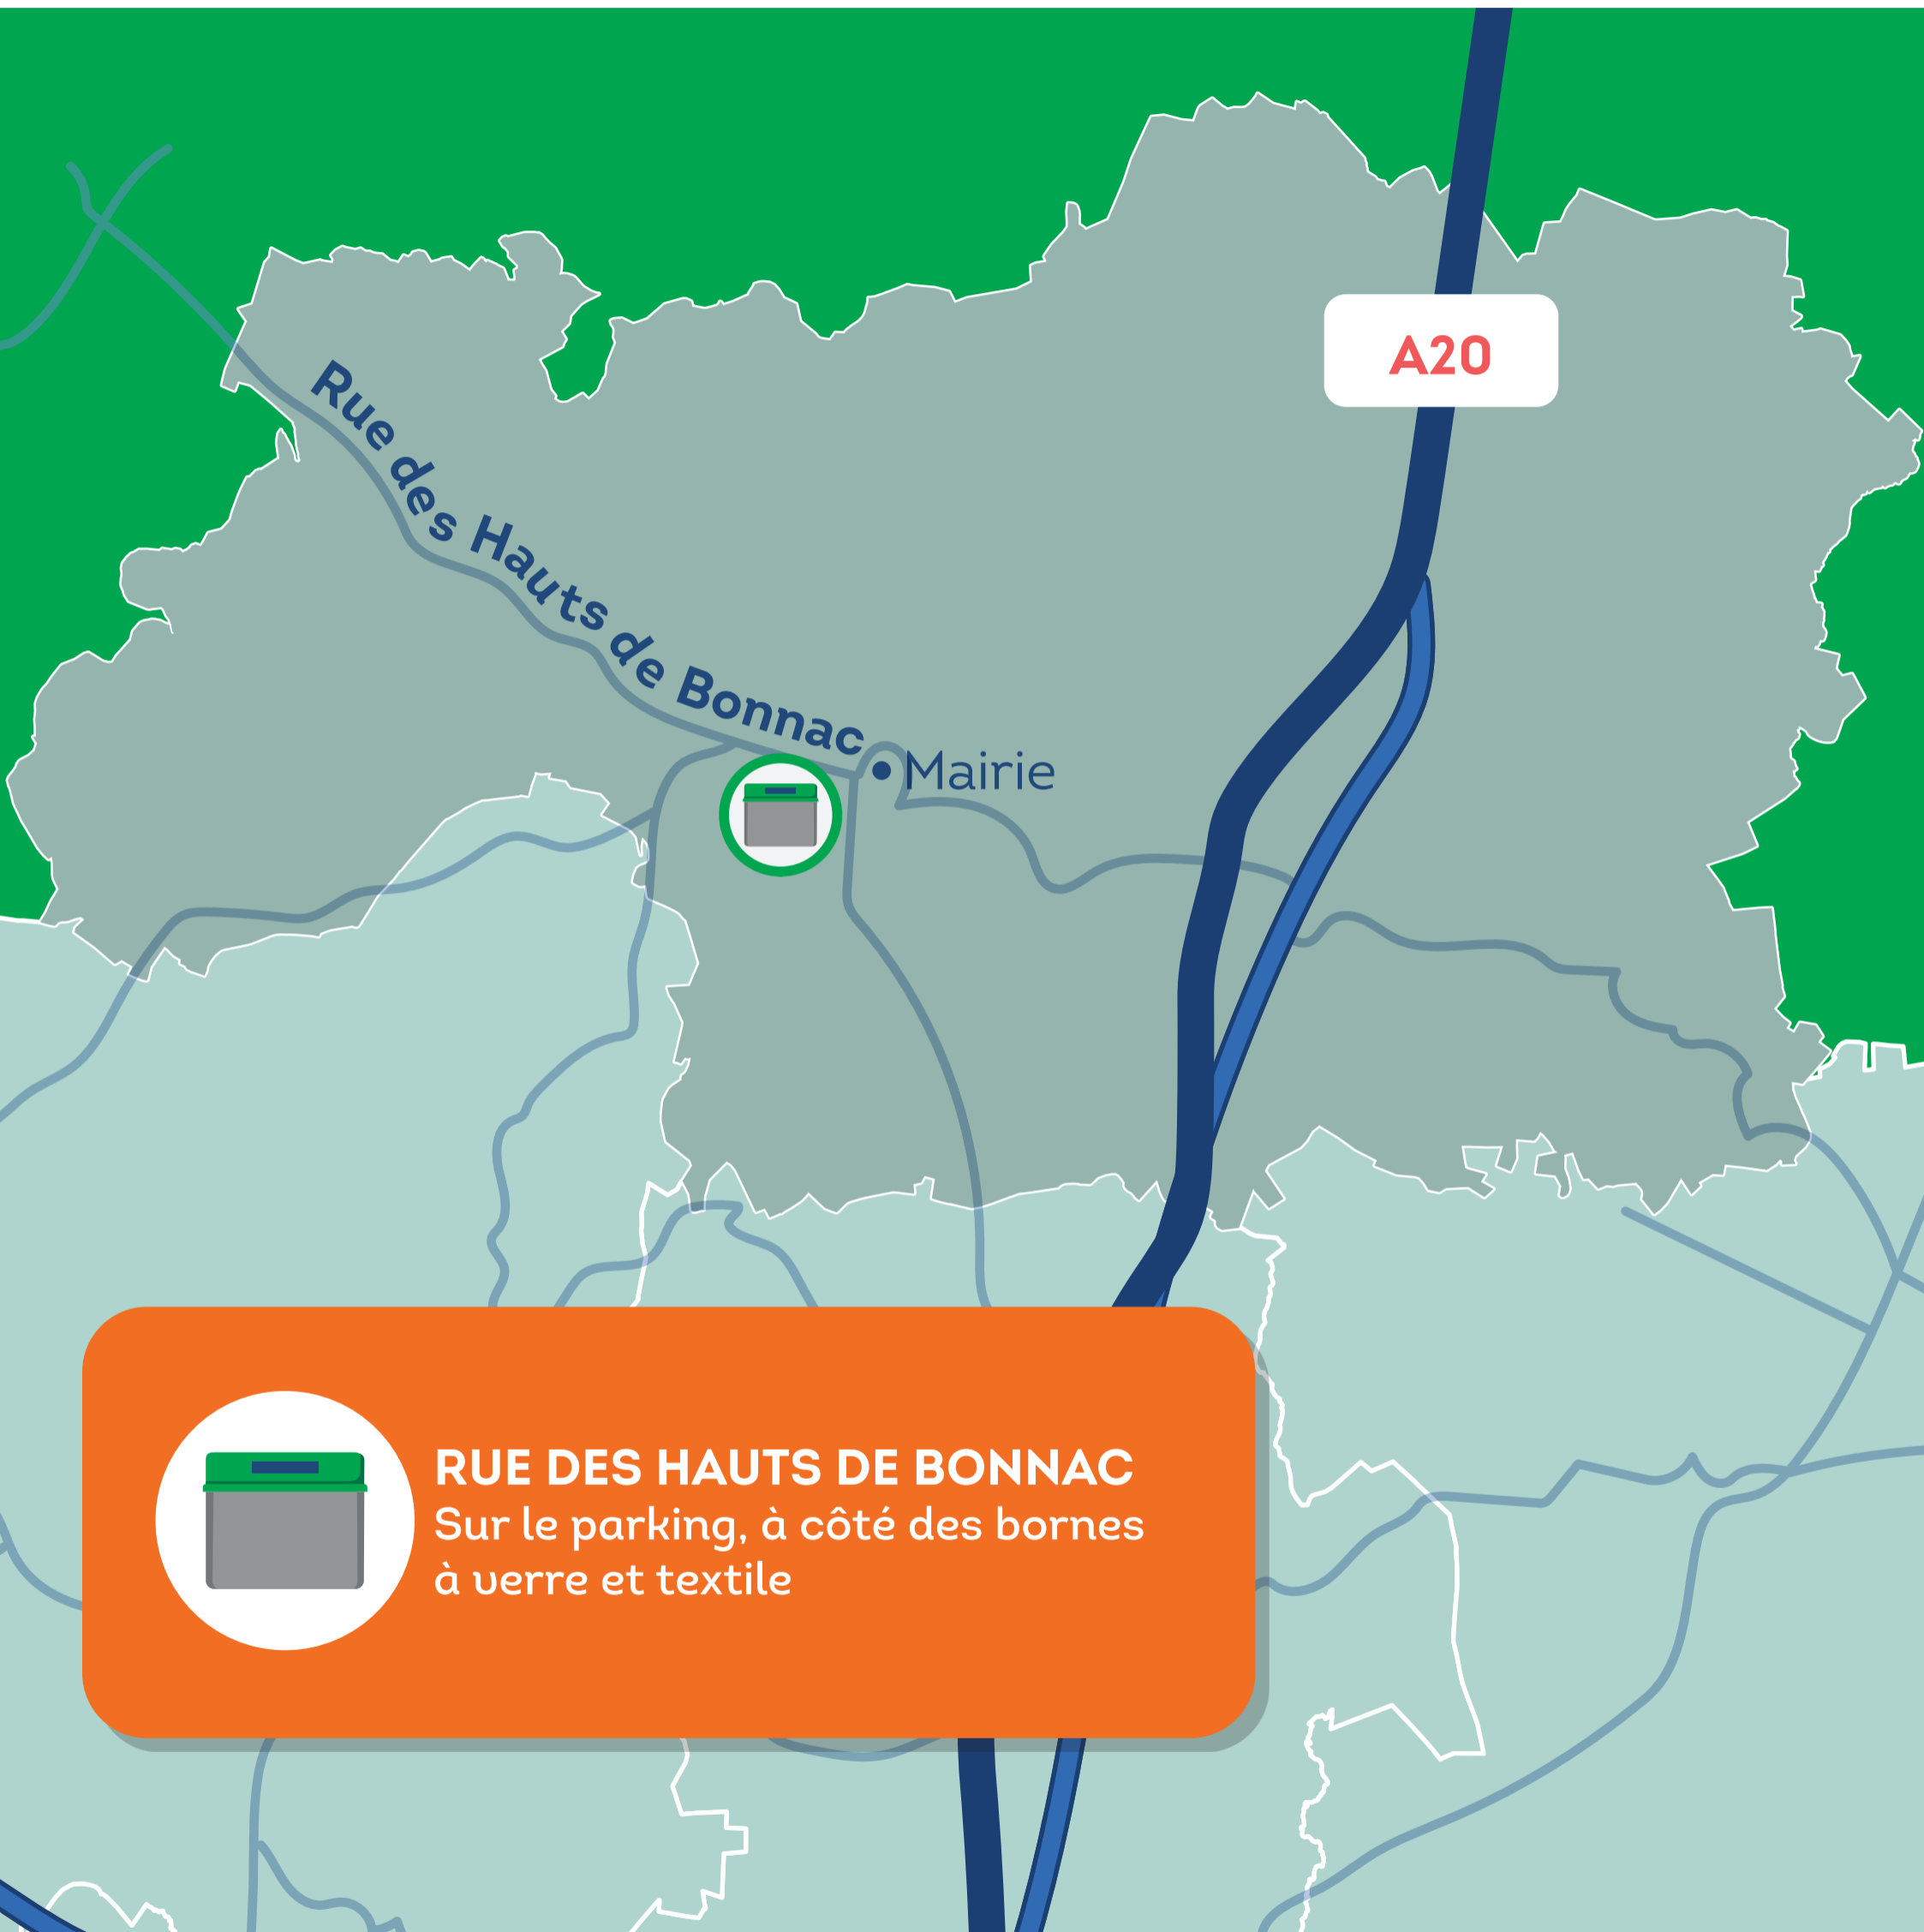 A20
Rue des Hauts de Bonnac
Mairie
RUE DES HAUTS DE BONNAC
Sur le parking, à côté des bornes
à verre et textile